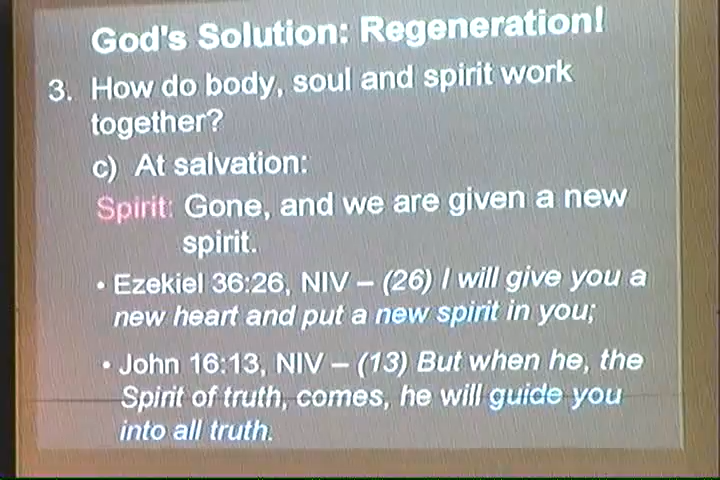 God's Solution: Regeneration!
3. How do body, soul and spirit work
together?
c) At salvation:
Spirit: Gone, and we are given a new
spirit.
• Ezekiel 36:26, NIV – (26) I will give you a
new heart and put a new spirit in you;
• John 16:13, NIV – (13) But when he, the
Spirit of truth, comes, he will guide you
into all truth.